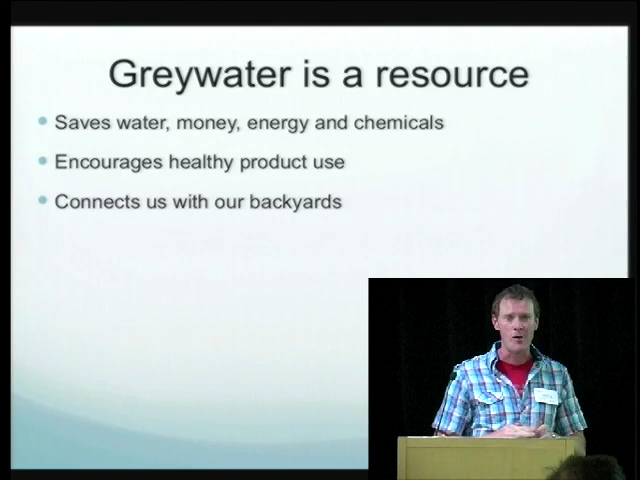 Greywater is a resource
Saves water, money, energy and chemicals
Encourages healthy product use
Connects us with our backyards